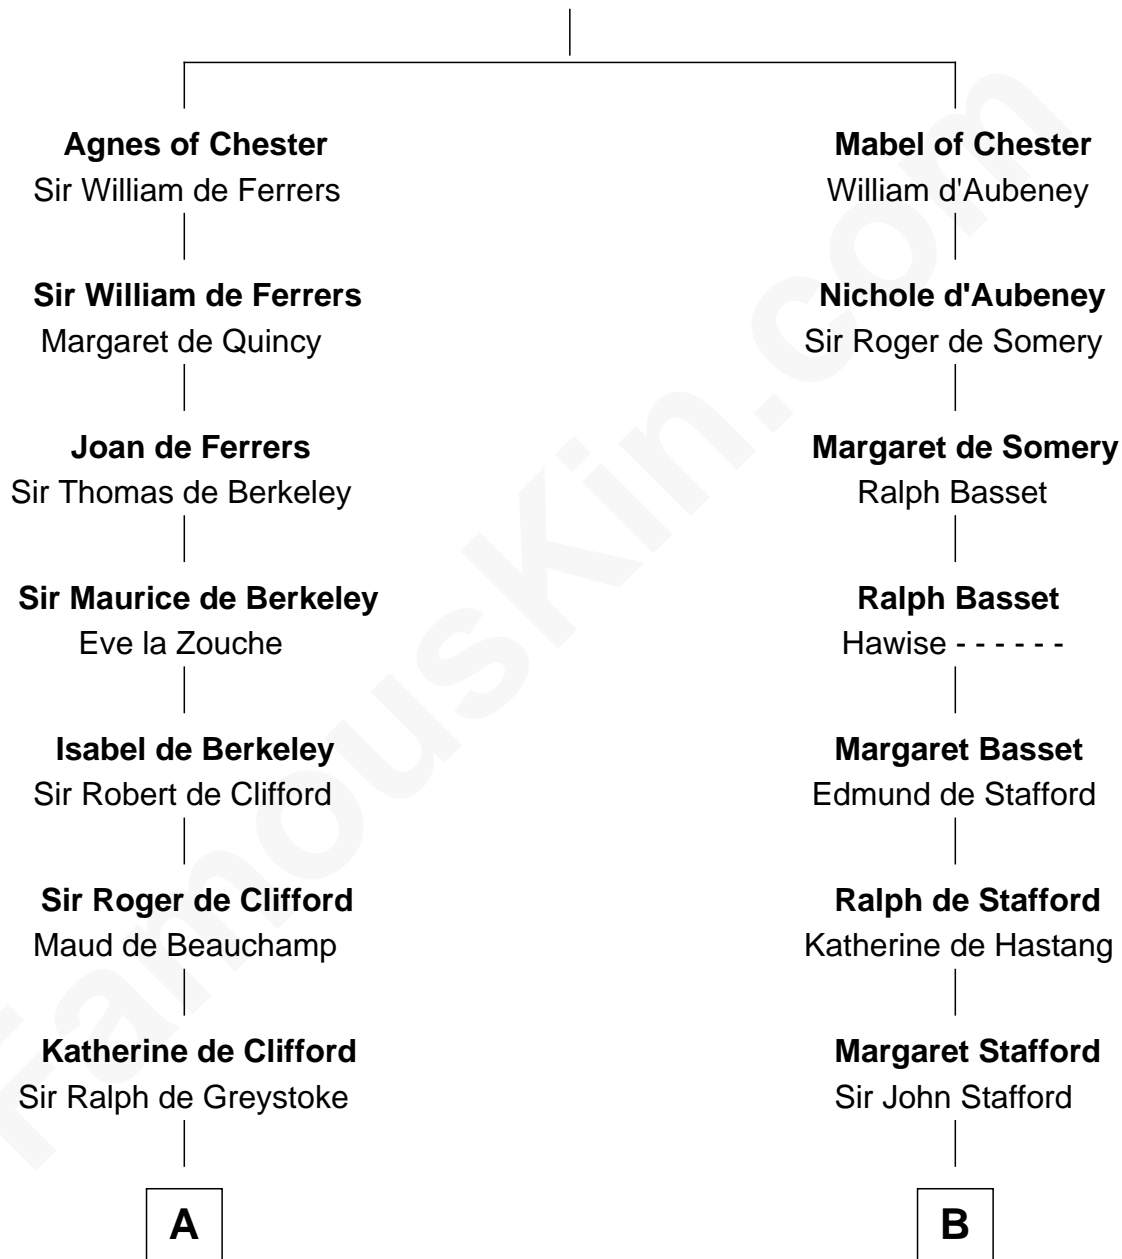 Agnes of Chester
Sir William de Ferrers
Sir William de Ferrers
Margaret de Quincy
Joan de Ferrers
Sir Thomas de Berkeley
Sir Maurice de Berkeley
Eve la Zouche
Isabel de Berkeley
Sir Robert de Clifford
Sir Roger de Clifford
Maud de Beauchamp
Katherine de Clifford
Sir Ralph de Greystoke
A
Mabel of Chester
William d'Aubeney
Nichole d'Aubeney
Sir Roger de Somery
Margaret de Somery
Ralph Basset
Ralph Basset
Hawise - - - - - -
Margaret Basset
Edmund de Stafford
Ralph de Stafford
Katherine de Hastang
Margaret Stafford
Sir John Stafford
B
FamousKin.com